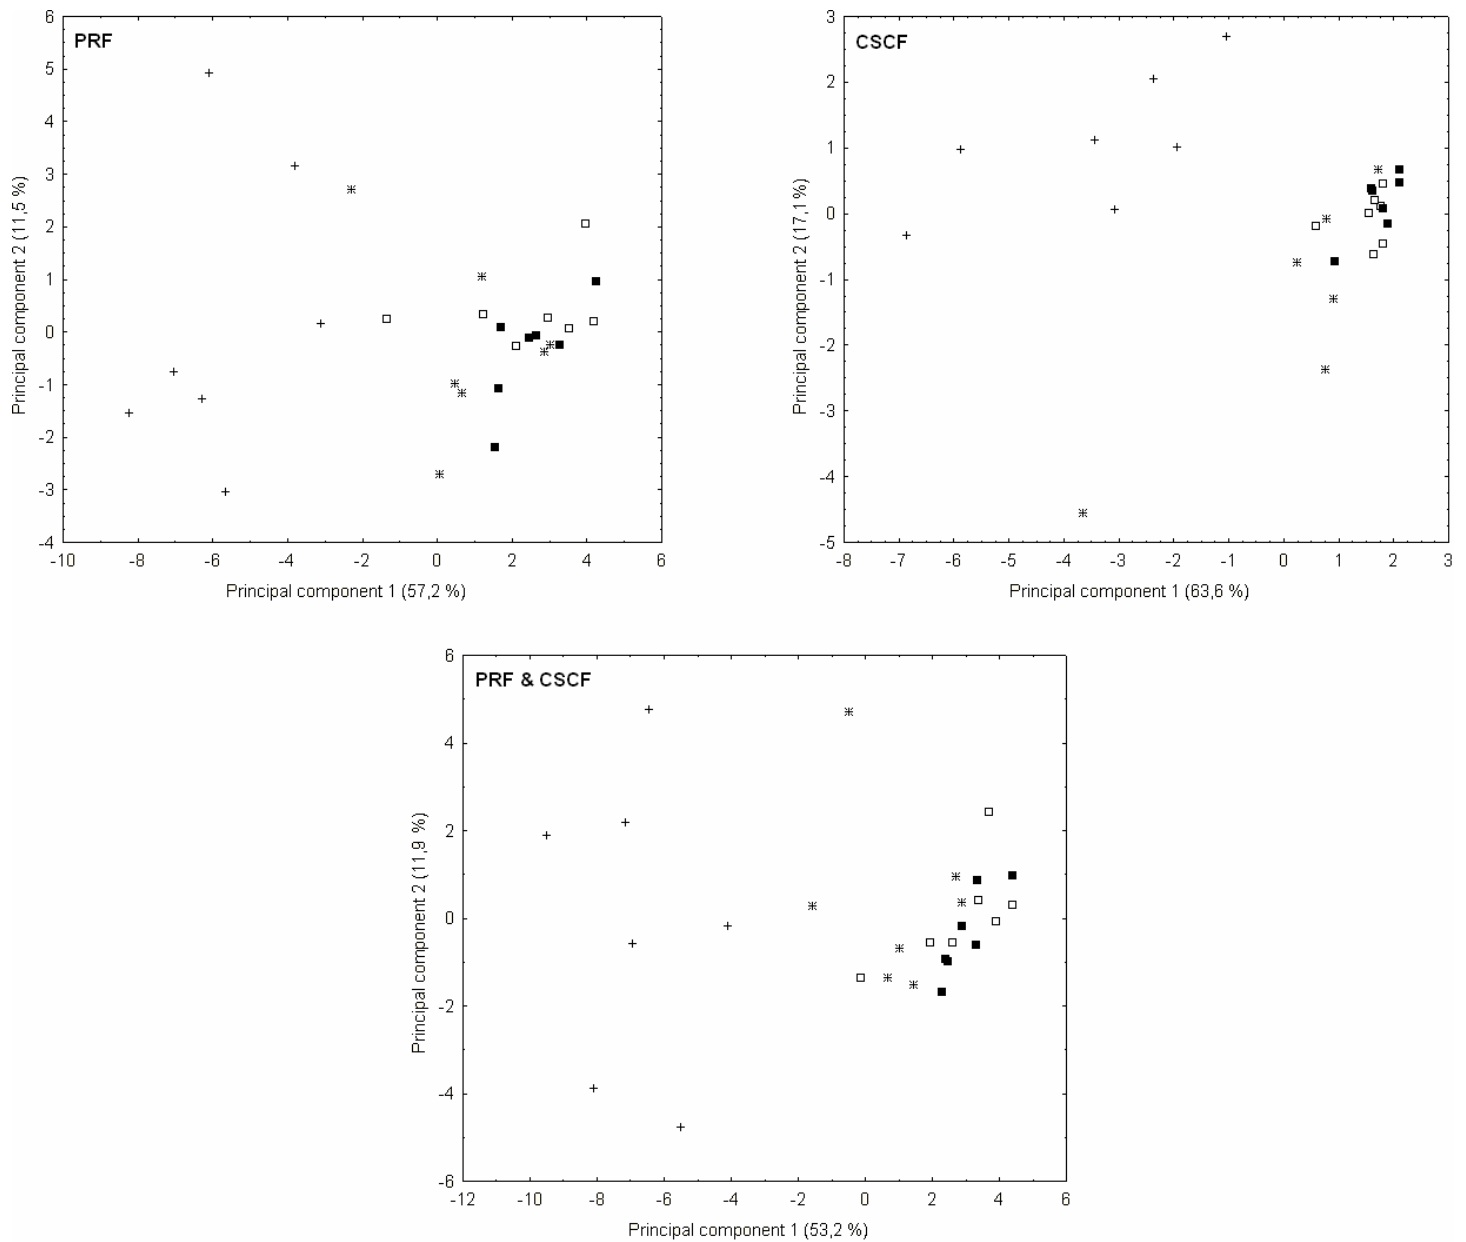 PRF
6
5
4
3
2
1
0
-1
-2
-3
-4
Principal component 2 (11,5 %)
-10 -8 -6 -4 -2 0 2 4 6
Principal component 1 (57,2 %)
CSCF
3
2
1
0
-1
-2
-3
-4
-5
Principal component 2 (17,1 %)
-8 -7 -6 -5 -4 -3 -2 -1 0 1 2 3
Principal component 1 (63,6 %)
PRF & CSCF
6
4
2
0
-2
-4
-6
Principal component 2 (11,9 %)
-12 -10 -8 -6 -4 -2 0 2 4 6
Principal component 1 (53,2 %)